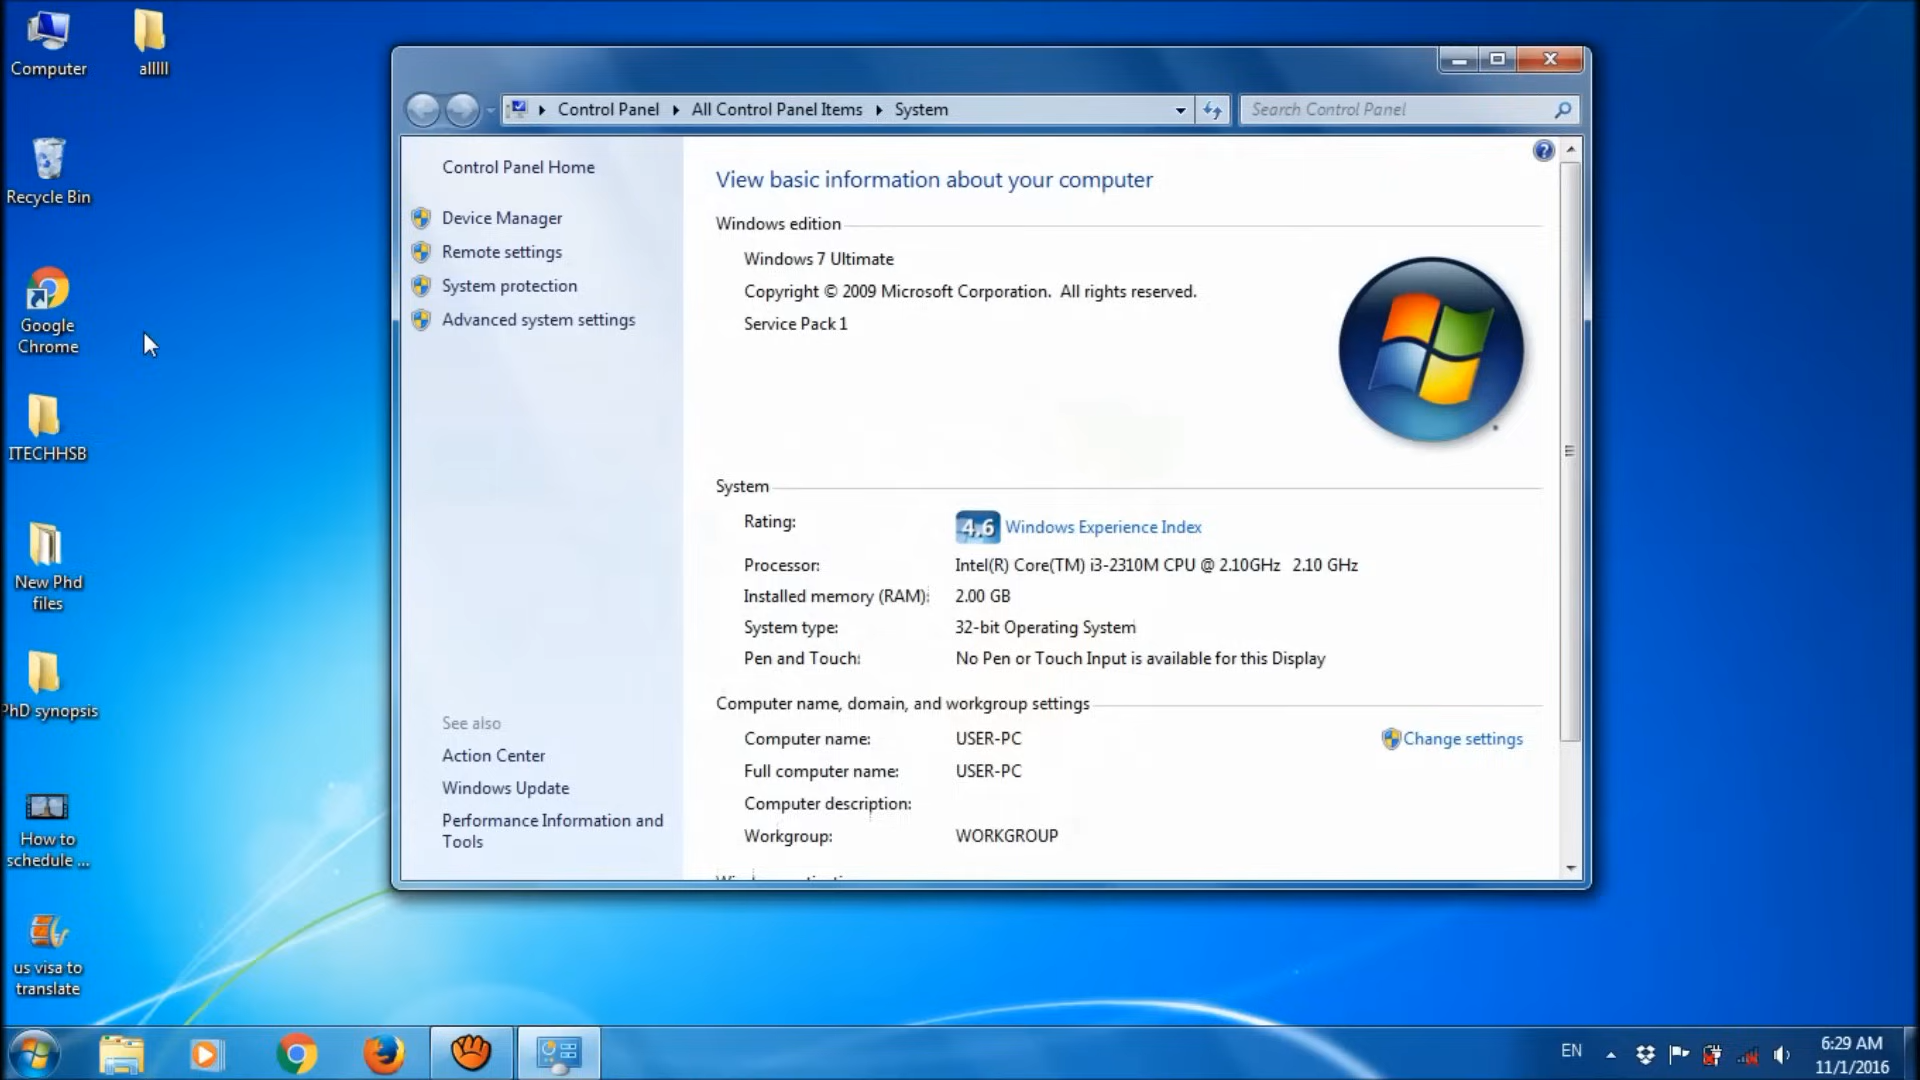 Computer
alllll
Recycle Bin
Google
Chrome
ITECHHSB
New Phd
files
PhD synopsis
How to
schedule ...
us visa to
translate
Control Panel
All Control Panel Items
System
Search Control Panel
Control Panel Home
Device Manager
Remote settings
System protection
Advanced system settings
See also
Action Center
Windows Update
Performance Information and
Tools
View basic information about your computer
Windows edition
Windows 7 Ultimate
Copyright © 2009 Microsoft Corporation. All rights reserved.
Service Pack 1
System
Rating:
4.6 Windows Experience Index
Processor:
Intel(R) Core(TM) i3-2310M CPU @ 2.10GHz 2.10 GHz
Installed memory (RAM):
2.00 GB
System type:
32-bit Operating System
Pen and Touch:
No Pen or Touch Input is available for this Display
Computer name, domain, and workgroup settings
Computer name:
USER-PC
Change settings
Full computer name:
USER-PC
Computer description:
Workgroup:
WORKGROUP
EN
6:29 AM
11/1/2016